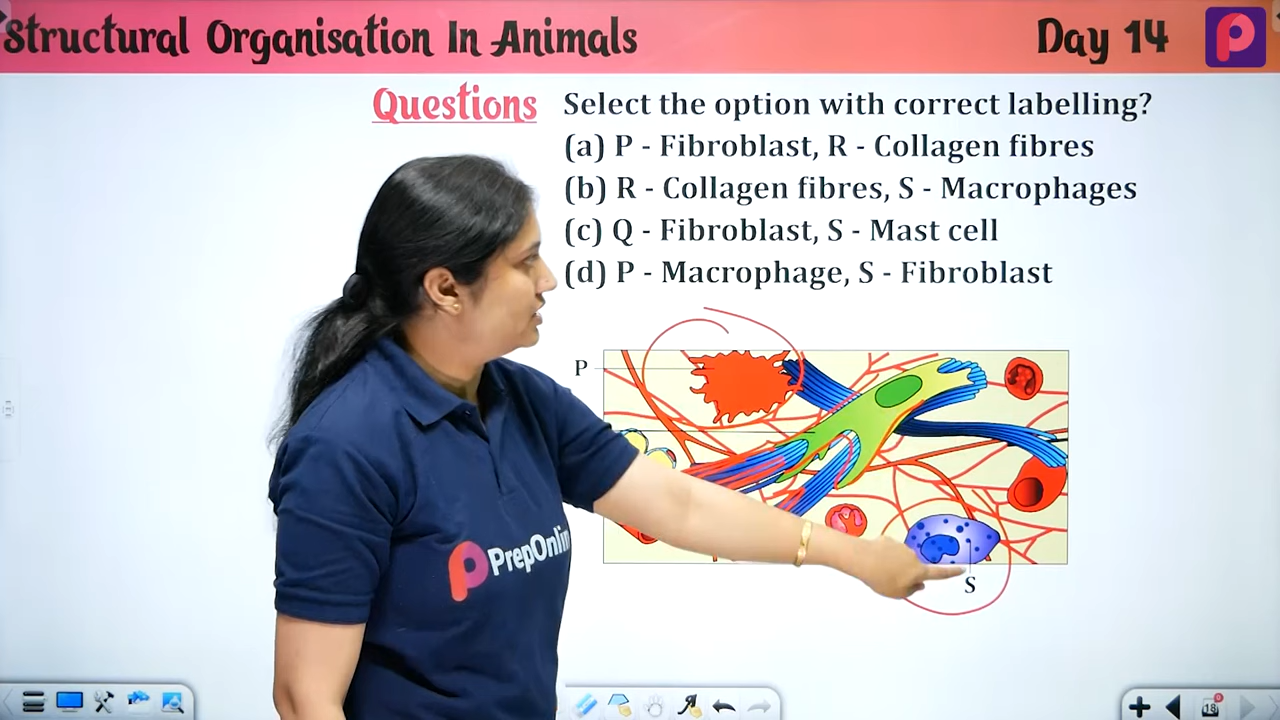 Structural Organisation In Animals
Day 14
Questions
Select the option with correct labelling?
(a) P - Fibroblast, R - Collagen fibres
(b) R - Collagen fibres, S - Macrophages
(c) Q - Fibroblast, S - Mast cell
(d) P - Macrophage, S - Fibroblast
P
S
PrepOnlin
18